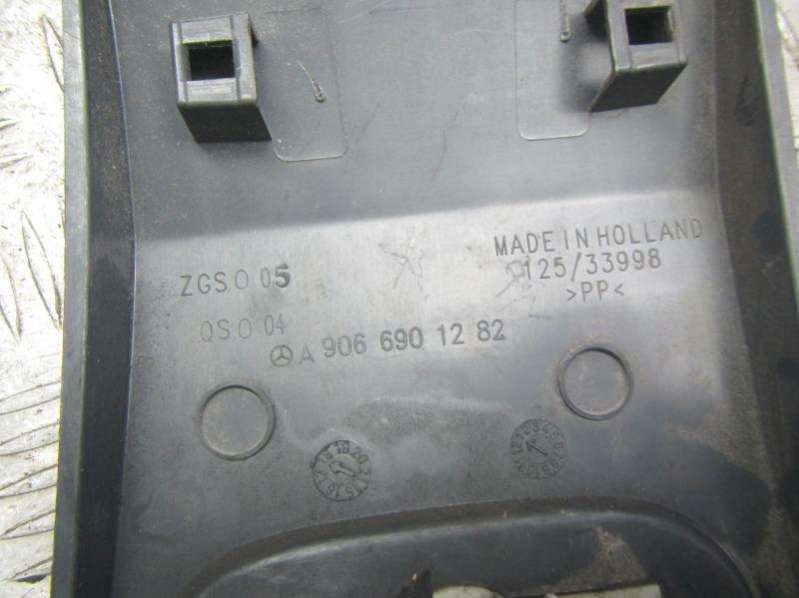 MADE IN HOLLAND
125/33998
>PP<
ZGS 0 05
QS 0 04
A 906 690 12 82